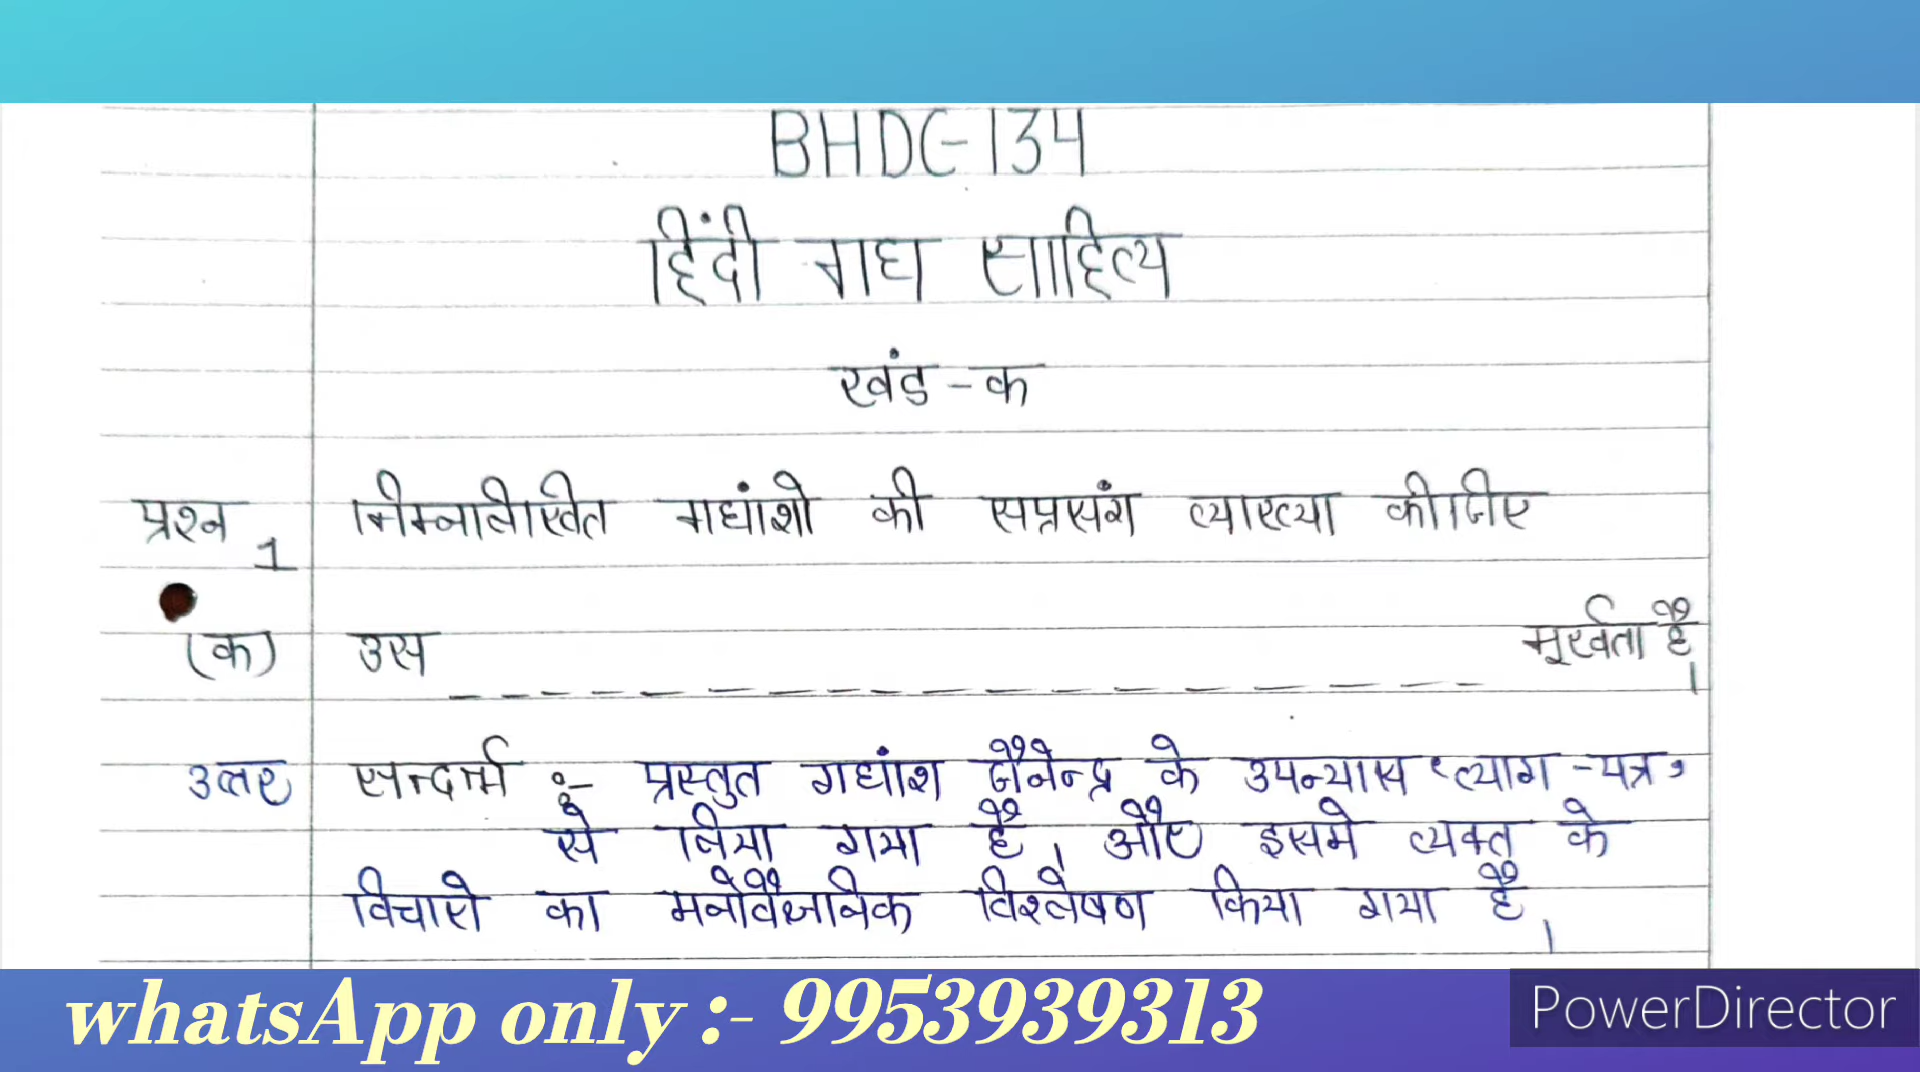 BHDC-134
हिंदी गद्य साहित्य
खंड - क
प्रश्न 1 निम्नलिखित गद्यांशो की सप्रसंग व्याख्या कीजिए
(क) उस _ _ _ _ _ _ _ _ _ _ _ _ _ _ _ _ _ _ मूर्खता है।
उत्तर सन्दर्भ :- प्रस्तुत गद्यांश जैनेन्द्र के उपन्यास 'त्याग-पत्र'
से लिया गया है। और इसमे व्यक्त के
विचारो का मनोवैज्ञानिक विश्लेषण किया गया है।
whatsApp only :- 9953939313
PowerDirector